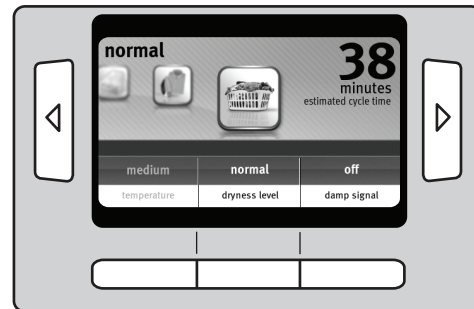 normal
38
minutes
estimated cycle time
medium normal off
temperature dryness level damp signal